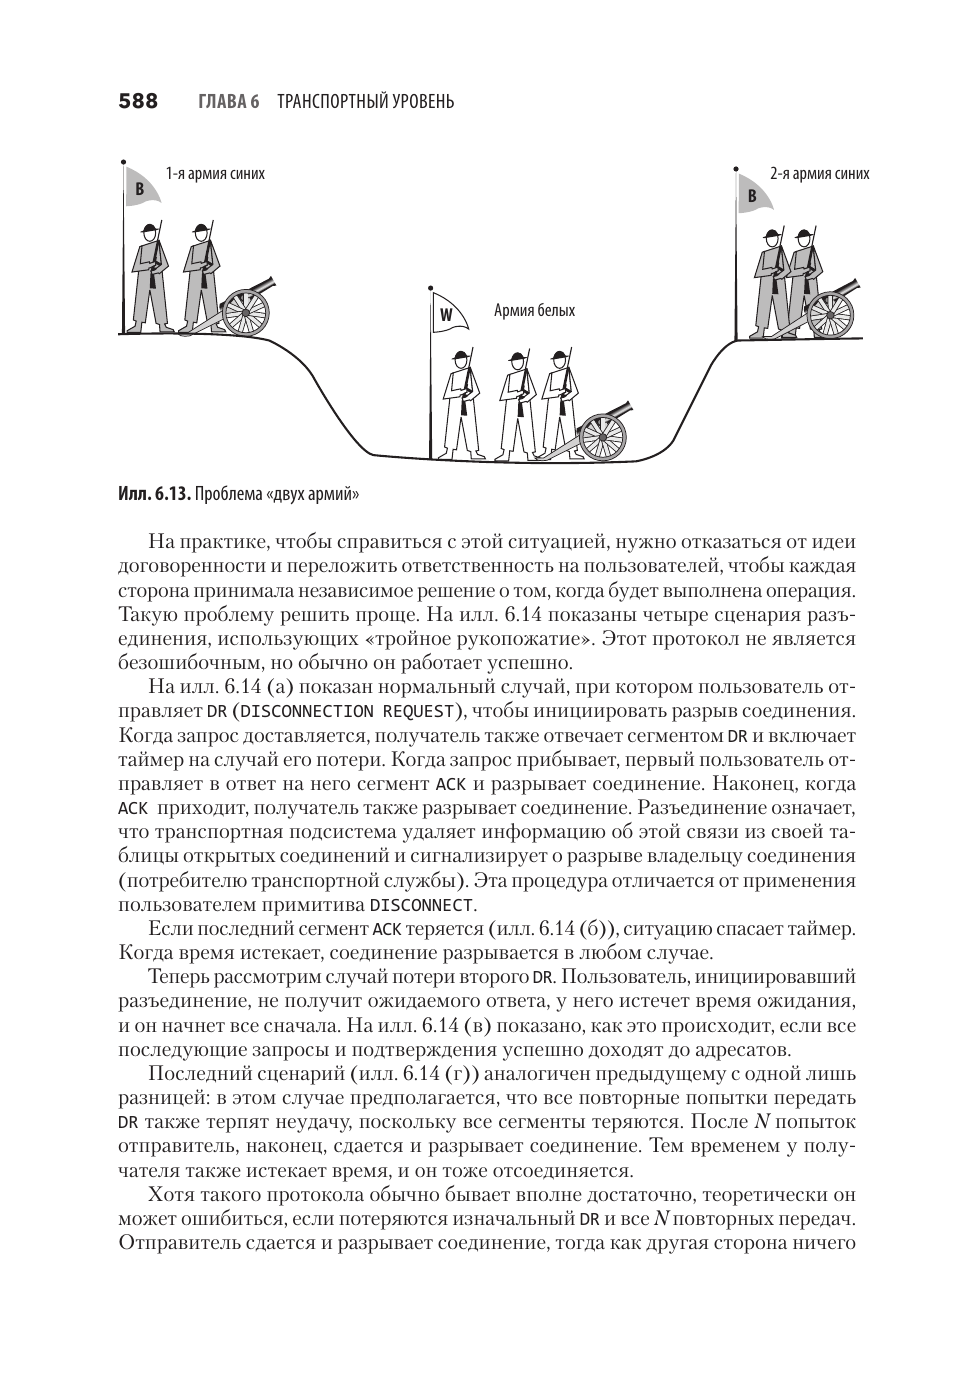 588 ГЛАВА 6 ТРАНСПОРТНЫЙ УРОВЕНЬ
1-я армия синих
2-я армия синих
B
B
W
Армия белых
Илл. 6.13. Проблема «двух армий»
На практике, чтобы справиться с этой ситуацией, нужно отказаться от идеи
договоренности и переложить ответственность на пользователей, чтобы каждая
сторона принимала независимое решение о том, когда будет выполнена операция.
Такую проблему решить проще. На илл. 6.14 показаны четыре сценария разъ-
единения, использующих «тройное рукопожатие». Этот протокол не является
безошибочным, но обычно он работает успешно.
На илл. 6.14 (а) показан нормальный случай, при котором пользователь от-
правляет DR (DISCONNECTION REQUEST), чтобы инициировать разрыв соединения.
Когда запрос доставляется, получатель также отвечает сегментом DR и включает
таймер на случай его потери. Когда запрос прибывает, первый пользователь от-
правляет в ответ на него сегмент ACK и разрывает соединение. Наконец, когда
ACK приходит, получатель также разрывает соединение. Разъединение означает,
что транспортная подсистема удаляет информацию об этой связи из своей та-
блицы открытых соединений и сигнализирует о разрыве владельцу соединения
(потребителю транспортной службы). Эта процедура отличается от применения
пользователем примитива DISCONNECT.
Если последний сегмент ACK теряется (илл. 6.14 (б)), ситуацию спасает таймер.
Когда время истекает, соединение разрывается в любом случае.
Теперь рассмотрим случай потери второго DR. Пользователь, инициировавший
разъединение, не получит ожидаемого ответа, у него истечет время ожидания,
и он начнет все сначала. На илл. 6.14 (в) показано, как это происходит, если все
последующие запросы и подтверждения успешно доходят до адресатов.
Последний сценарий (илл. 6.14 (г)) аналогичен предыдущему с одной лишь
разницей: в этом случае предполагается, что все повторные попытки передать
DR также терпят неудачу, поскольку все сегменты теряются. После N попыток
отправитель, наконец, сдается и разрывает соединение. Тем временем у полу-
чателя также истекает время, и он тоже отсоединяется.
Хотя такого протокола обычно бывает вполне достаточно, теоретически он
может ошибиться, если потеряются изначальный DR и все N повторных передач.
Отправитель сдается и разрывает соединение, тогда как другая сторона ничего